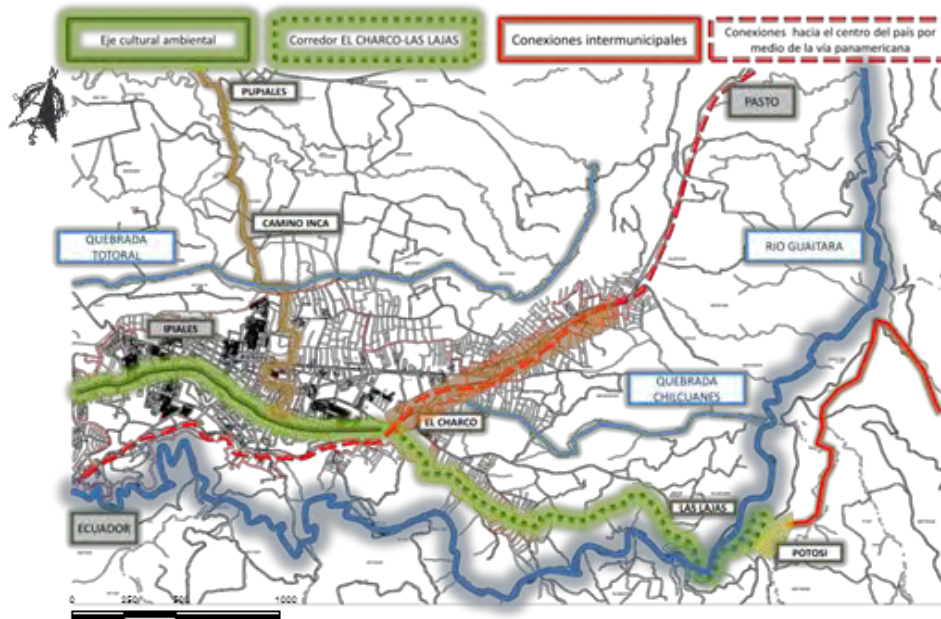 Eje cultural ambiental
Corredor EL CHARCO-LAS LAJAS
Conexiones intermunicipales
Conexiones hacia el centro del país por
medio de la vía panamericana
PUPIALES
PASTO
CAMINO INCA
QUEBRADA
TOTORAL
RIO GUAITARA
IPIALES
QUEBRADA
CHILCUANES
EL CHARCO
LAS LAJAS
ECUADOR
POTOSI
0 250 500 1000